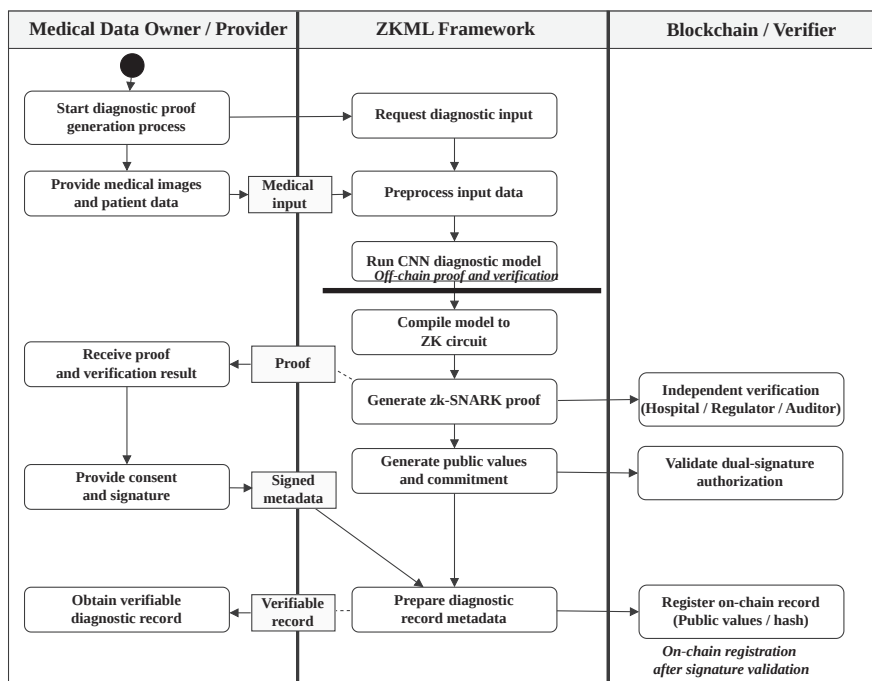 Medical Data Owner / Provider
ZKML Framework
Blockchain / Verifier
Start diagnostic proof
generation process
Request diagnostic input
Provide medical images
and patient data
Medical
input
Preprocess input data
Run CNN diagnostic model
Off-chain proof and verification
Compile model to
ZK circuit
Receive proof
and verification result
Proof
Generate zk-SNARK proof
Independent verification
(Hospital / Regulator / Auditor)
Generate public values
and commitment
Validate dual-signature
authorization
Provide consent
and signature
Signed
metadata
Obtain verifiable
diagnostic record
Verifiable
record
Prepare diagnostic
record metadata
Register on-chain record
(Public values / hash)
On-chain registration
after signature validation